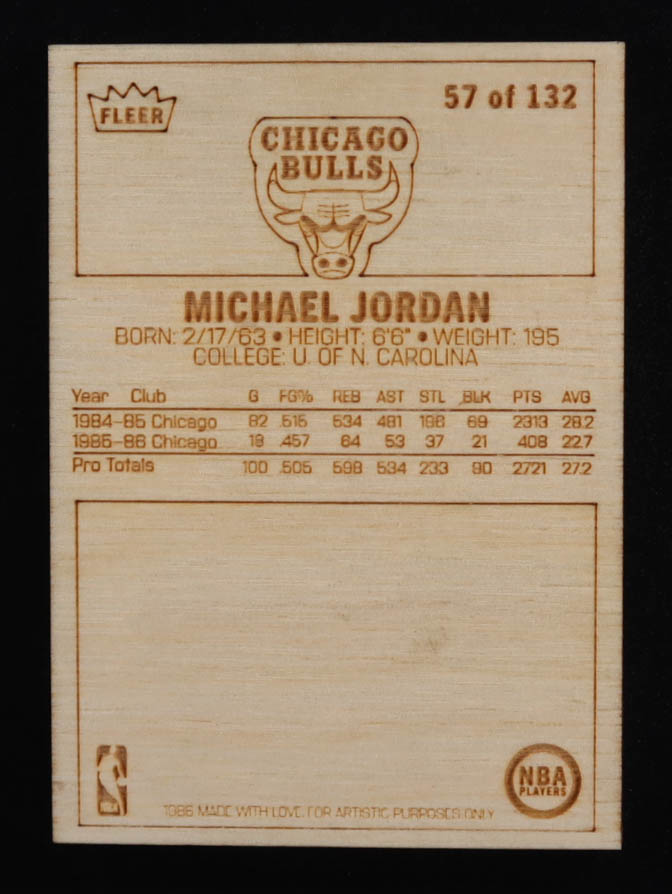 FLEER
57 of 132
CHICAGO
BULLS
MICHAEL JORDAN
BORN: 2/17/63 • HEIGHT: 6'6" • WEIGHT: 195
COLLEGE: U. OF N. CAROLINA
Year Club G FG% REB AST STL BLK PTS AVG
1984-85 Chicago 82 .515 534 481 196 69 2313 28.2
1985-86 Chicago 18 .457 64 53 37 21 408 22.7
Pro Totals 100 .505 598 534 233 90 2721 27.2
NBA
PLAYERS
1986 MADE WITH LOVE. FOR ARTISTIC PURPOSES ONLY